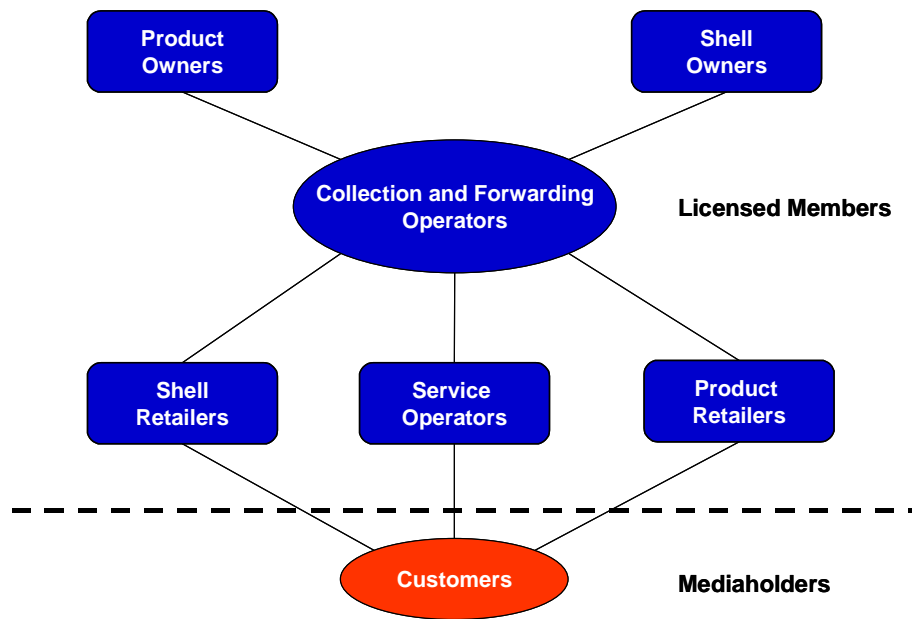 Product
Owners
Shell
Owners
Collection and Forwarding
Operators
Licensed Members
Shell
Retailers
Service
Operators
Product
Retailers
Customers
Mediaholders